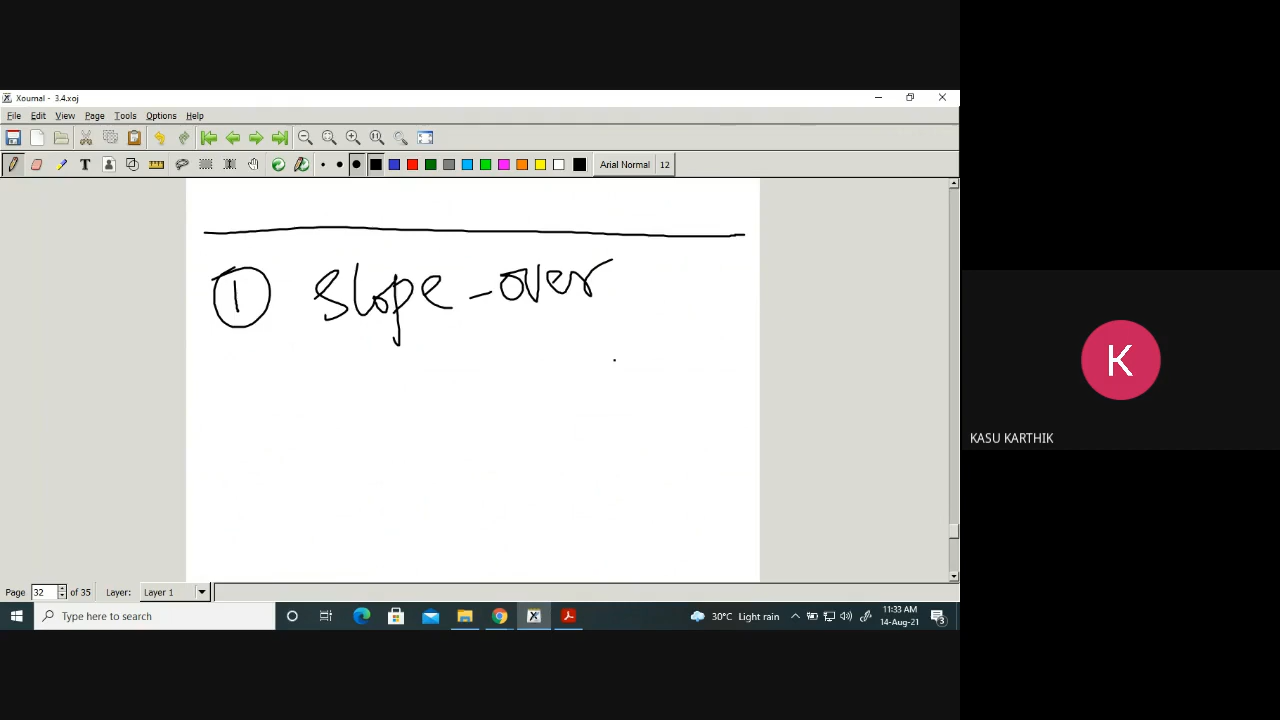 Xournal - 3.4.xoj
File Edit View Page Tools Options Help
Arial Normal 12
① Slope - over
K
KASU KARTHIK
Page 32 of 35 Layer: Layer 1
Type here to search
30°C Light rain
11:33 AM
14-Aug-21
3